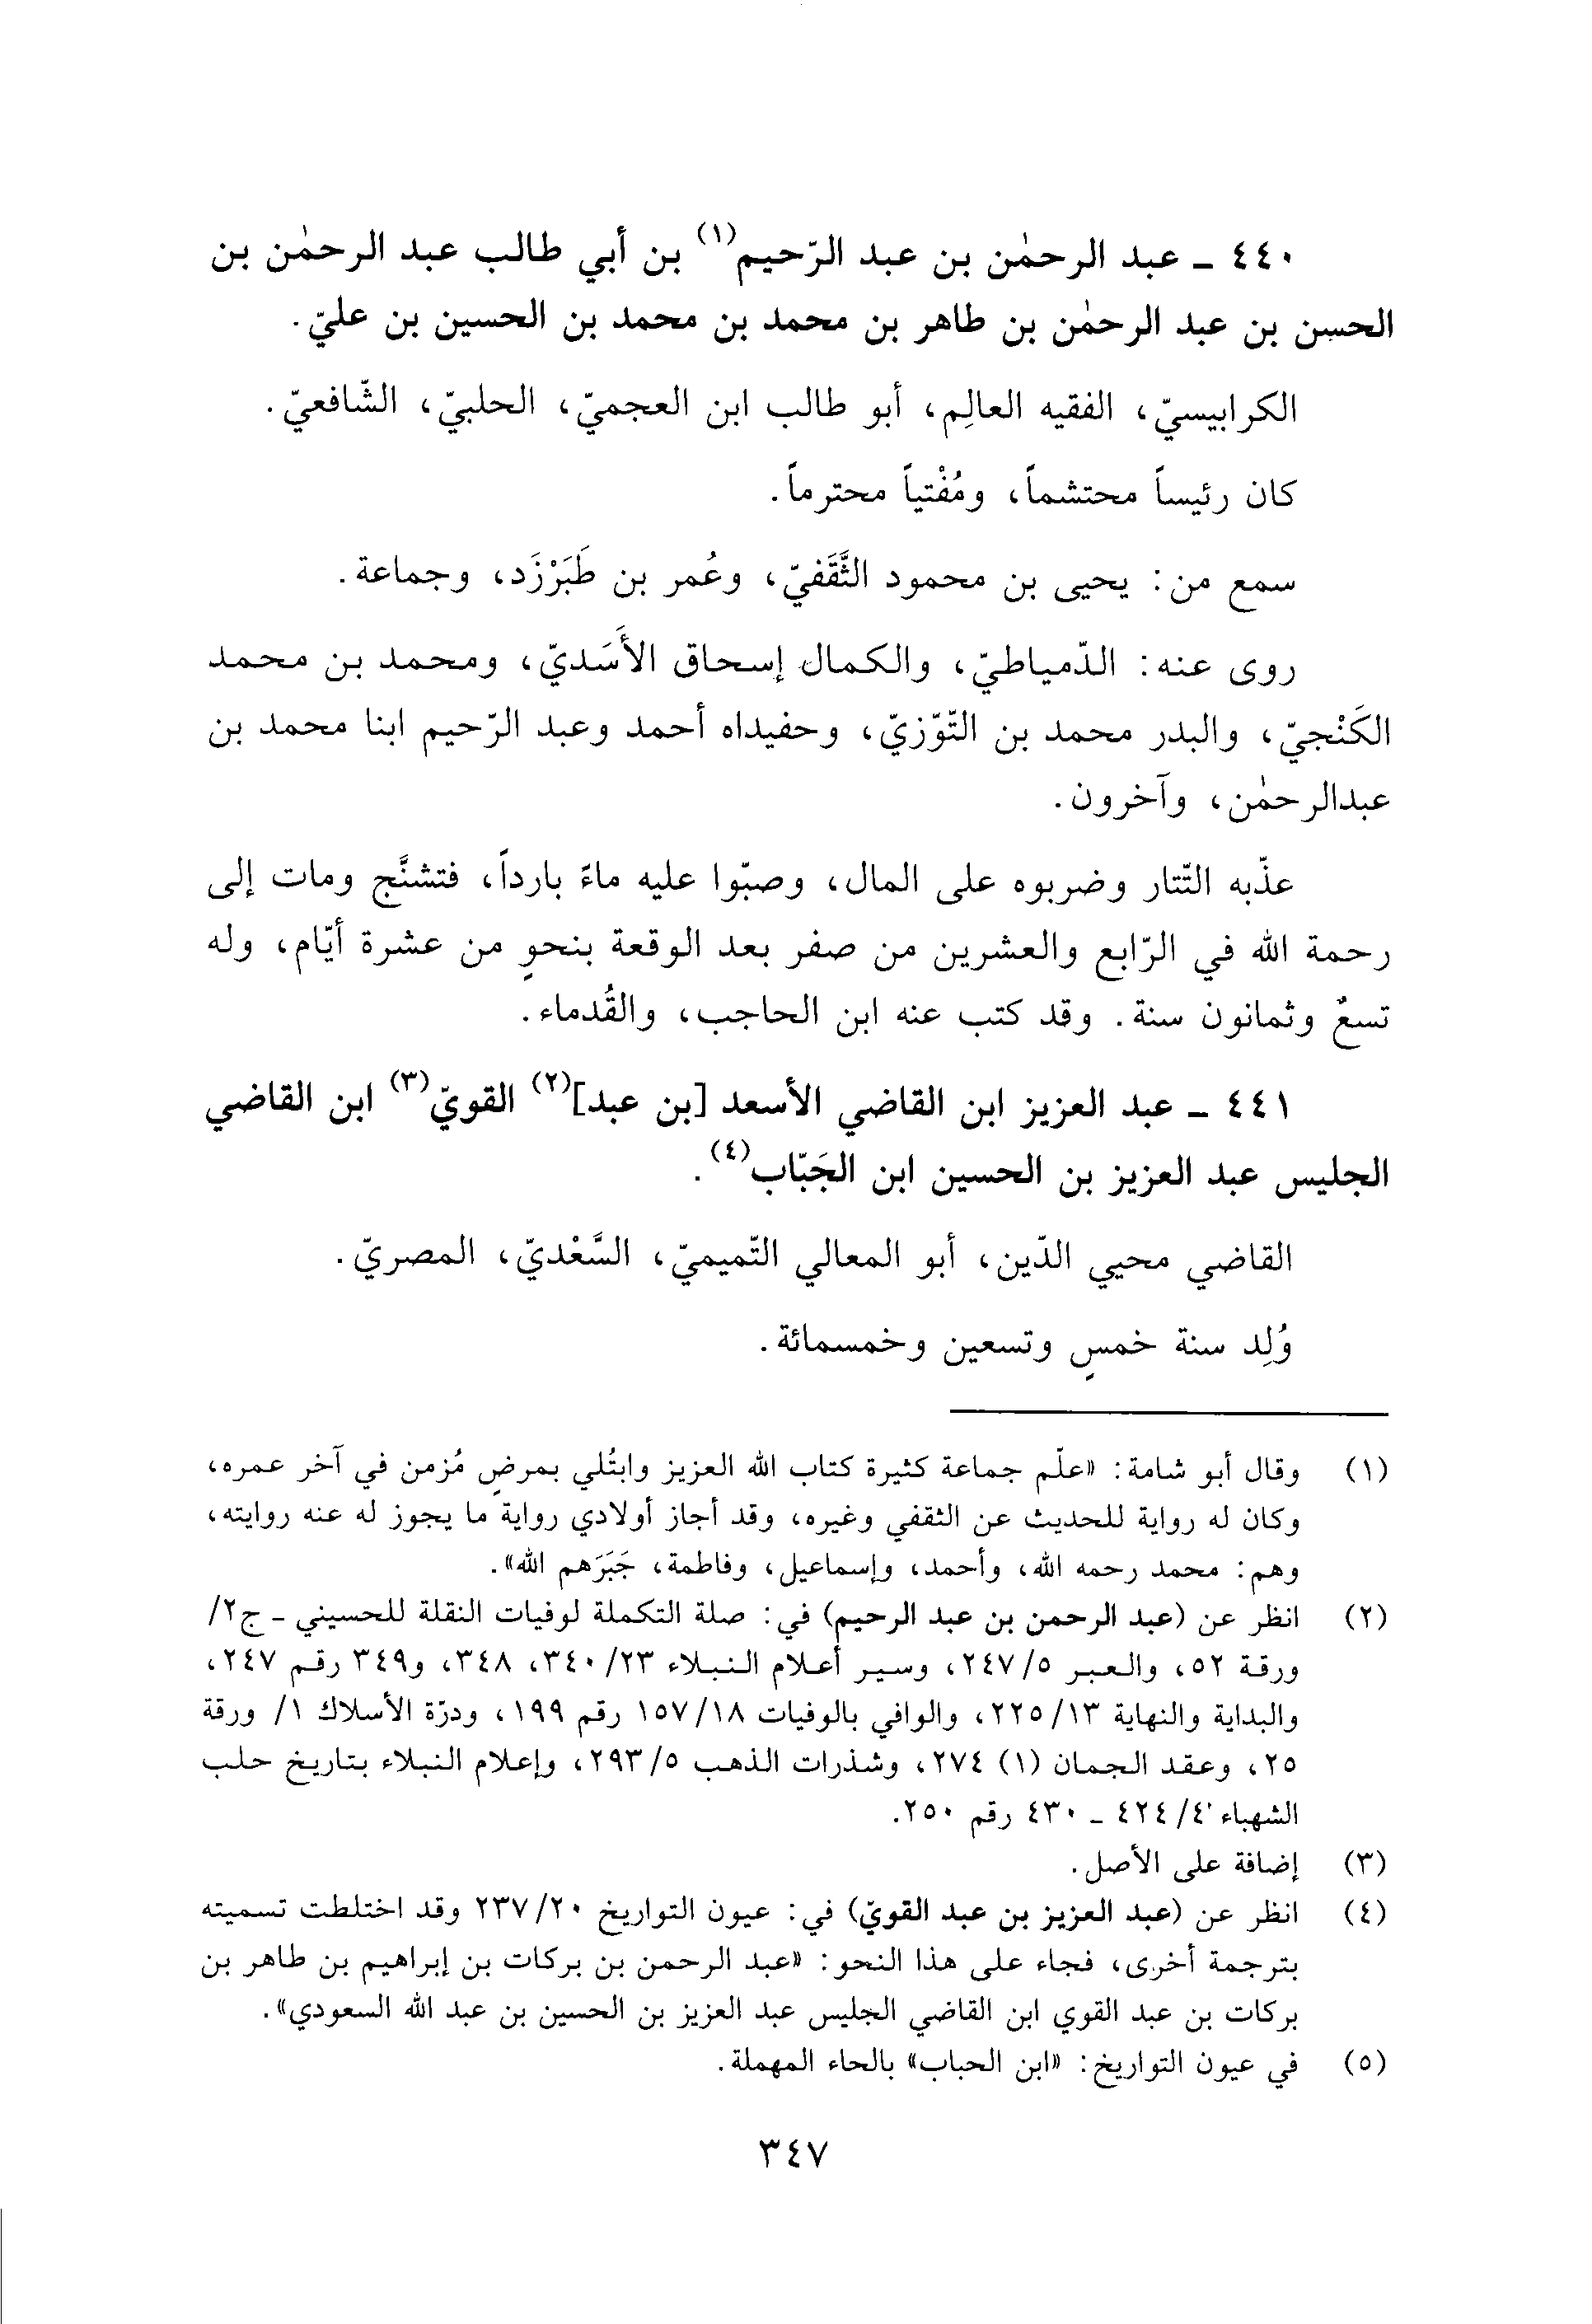 ٤٤٠ ـ عبد الرحمٰن بن عبد الرّحيم(١) بن أبي طالب عبد الرحمٰن بن
الحسن بن عبد الرحمٰن بن طاهر بن محمد بن محمد بن الحسين بن عليّ.
الكرابيسيّ، الفقيه العالِم، أبو طالب ابن العجميّ، الحلبيّ، الشّافعيّ.
كان رئيساً محتشماً، ومُفْتياً محترماً.
سمع من: يحيى بن محمود الثَّقَفيّ، وعُمر بن طَبَرْزَد، وجماعة.
روى عنه: الدّمياطيّ، والكمال إسحاق الأَسَديّ، ومحمد بن محمد
الكَنْجيّ، والبدر محمد بن التّوّزيّ، وحفيداه أحمد وعبد الرّحيم ابنا محمد بن
عبدالرحمٰن، وآخرون.
عذّبه التّتار وضربوه على المال، وصبّوا عليه ماءً بارداً، فتشنَّج ومات إلى
رحمة الله في الرّابع والعشرين من صفر بعد الوقعة بنحوٍ من عشرة أيّام، وله
تسعٌ وثمانون سنة. وقد كتب عنه ابن الحاجب، والقُدماء.
٤٤١ ـ عبد العزيز ابن القاضي الأسعد [بن عبد](٢) القويّ(٣) ابن القاضي
الجليس عبد العزيز بن الحسين ابن الجَبّاب(٤).
القاضي محيي الدّين، أبو المعالي التّميميّ، السَّعْديّ، المصريّ.
وُلِد سنة خمسٍ وتسعين وخمسمائة.
(١) وقال أبو شامة: «علّم جماعة كثيرة كتاب الله العزيز وابتُلي بمرضٍ مُزمن في آخر عمره،
وكان له رواية للحديث عن الثقفي وغيره، وقد أجاز أولادي رواية ما يجوز له عنه روايته،
وهم: محمد رحمه الله، وأحمد، وإسماعيل، وفاطمة، جَبَرَهم الله».
(٢) انظر عن (عبد الرحمن بن عبد الرحيم) في: صلة التكملة لوفيات النقلة للحسيني ـ ج٢/
ورقة ٥٢، والعبر ٢٤٧/٥، وسير أعلام النبلاء ٣٤٠/٢٣، ٣٤٨، و٣٤٩ رقم ٢٤٧،
والبداية والنهاية ٢٢٥/١٣، والوافي بالوفيات ١٥٧/١٨ رقم ١٩٩، ودرّة الأسلاك ١/ ورقة
٢٥، وعقد الجمان (١) ٢٧٤، وشذرات الذهب ٢٩٣/٥، وإعلام النبلاء بتاريخ حلب
الشهباء ٤٢٤/٤ ـ ٤٣٠ رقم ٢٥٠.
(٣) إضافة على الأصل.
(٤) انظر عن (عبد العزيز بن عبد القويّ) في: عيون التواريخ ٢٣٧/٢٠ وقد اختلطت تسميته
بترجمة أخرى، فجاء على هذا النحو: «عبد الرحمن بن بركات بن إبراهيم بن طاهر بن
بركات بن عبد القوي ابن القاضي الجليس عبد العزيز بن الحسين بن عبد الله السعودي».
(٥) في عيون التواريخ: «ابن الحباب» بالحاء المهملة.
٣٤٧